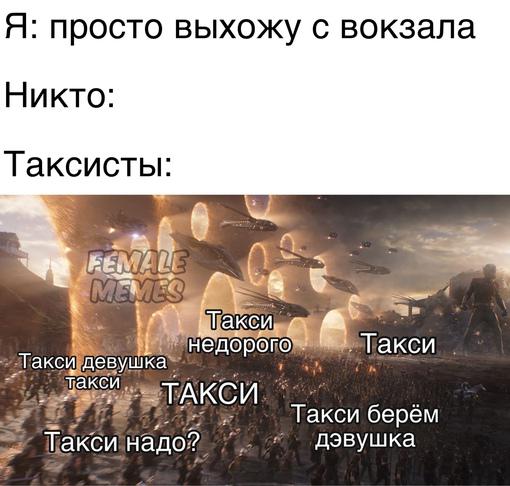 Я: просто выхожу с вокзала
Никто:
Таксисты:
FEMALE
MEMES
Такси
недорого
Такси
Такси девушка
такси
ТАКСИ
Такси берём
дэвушка
Такси надо?